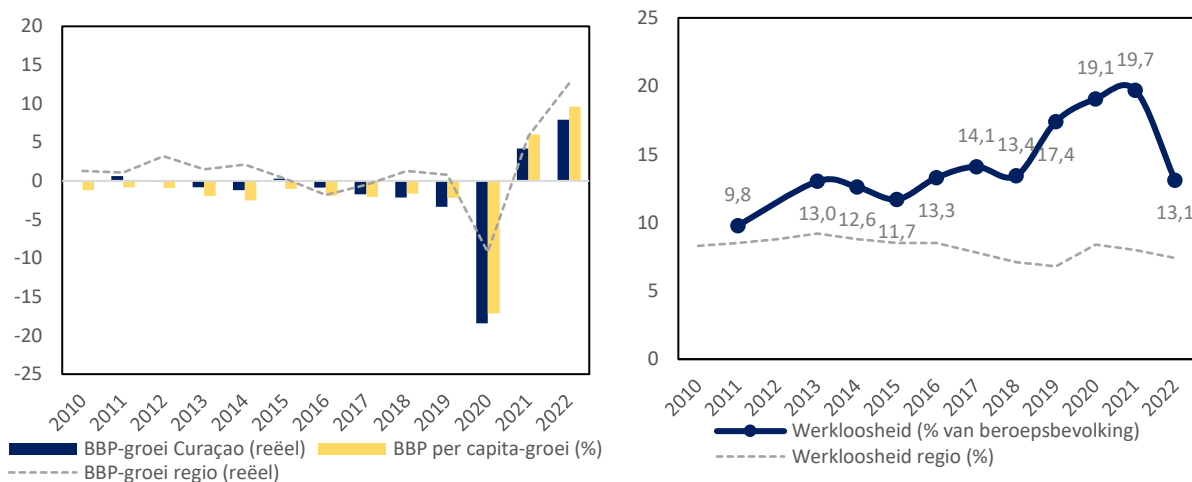 20
15
10
5
0
-5
-10
-15
-20
-25
2010 2011 2012 2013 2014 2015 2016 2017 2018 2019 2020 2021 2022
BBP-groei Curaçao (reëel) BBP per capita-groei (%)
BBP-groei regio (reëel)
25
20
15
10
5
0
9,8 13,0 12,6 11,7 13,3 14,1 13,4 17,4 19,1 19,7 13,1
2010 2011 2012 2013 2014 2015 2016 2017 2018 2019 2020 2021 2022
Werkloosheid (% van beroepsbevolking)
Werkloosheid regio (%)